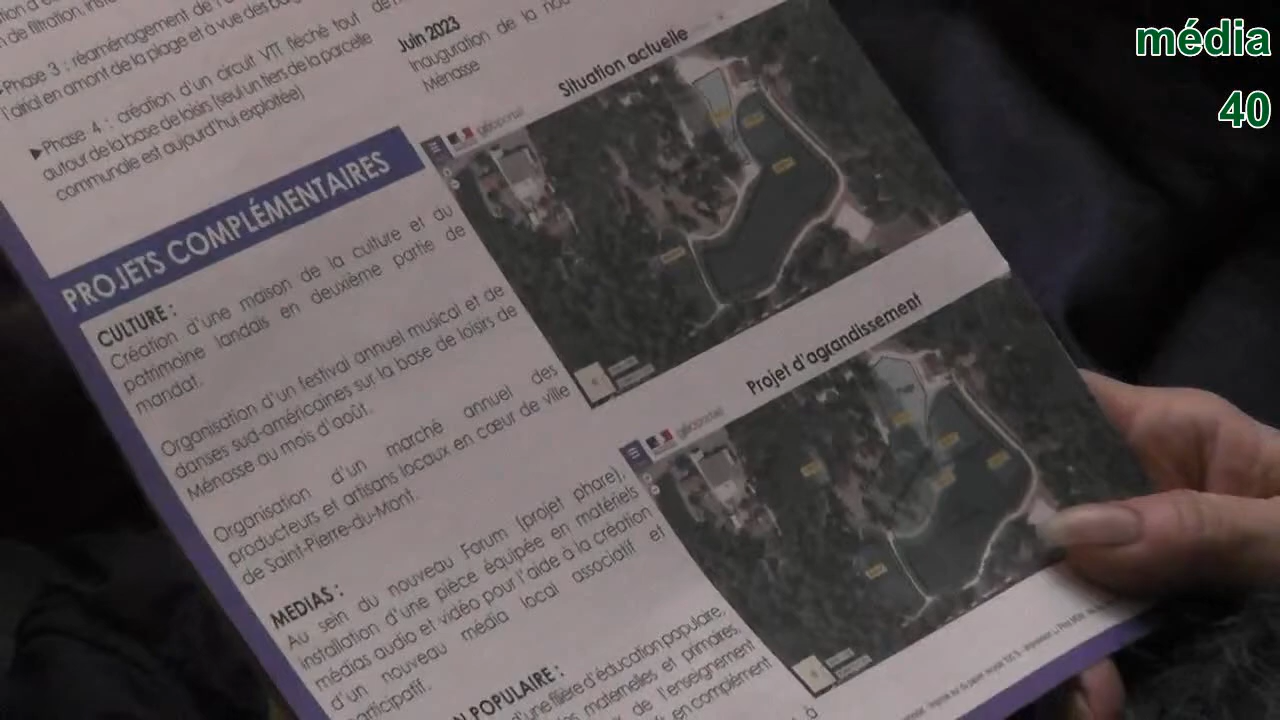 de filtration,
▶Phase 3 : réaménagement de
l'airial en amont de la plage et à vue des
▶Phase 4 : création d'un circuit VTT fléché tout
autour de la base de loisirs (seul un tiers de la parcelle
communale est aujourd'hui exploitée)
PROJETS COMPLÉMENTAIRES
CULTURE :
Création d'une maison de la culture et du
patrimoine landais en deuxième partie de
mandat.
Organisation d'un festival annuel musical et de
danses sud-américaines sur la base de loisirs de
Ménasse au mois d'août.
Organisation d'un marché annuel des
producteurs et artisans locaux en cœur de ville
de Saint-Pierre-du-Mont.
MEDIAS :
Au sein du nouveau Forum (projet phare),
installation d'une pièce équipée en matériels
médias audio et vidéo pour l'aide à la création
d'un nouveau média local associatif et
participatif.
N POPULAIRE :
d'une filière d'éducation populaire,
maternelles et primaires,
de l'enseignement
en complément
à
Juin 2023
Inauguration de la
Ménasse
Situation actuelle
géoportail
Projet d'agrandissement
géoportail
média
40